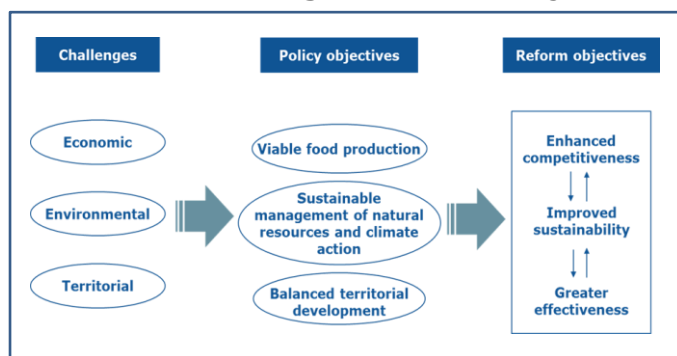 Challenges
Policy objectives
Reform objectives
Economic
Environmental
Territorial
Viable food production
Sustainable
management of natural
resources and climate
action
Balanced territorial
development
Enhanced
competitiveness
Improved
sustainability
Greater
effectiveness